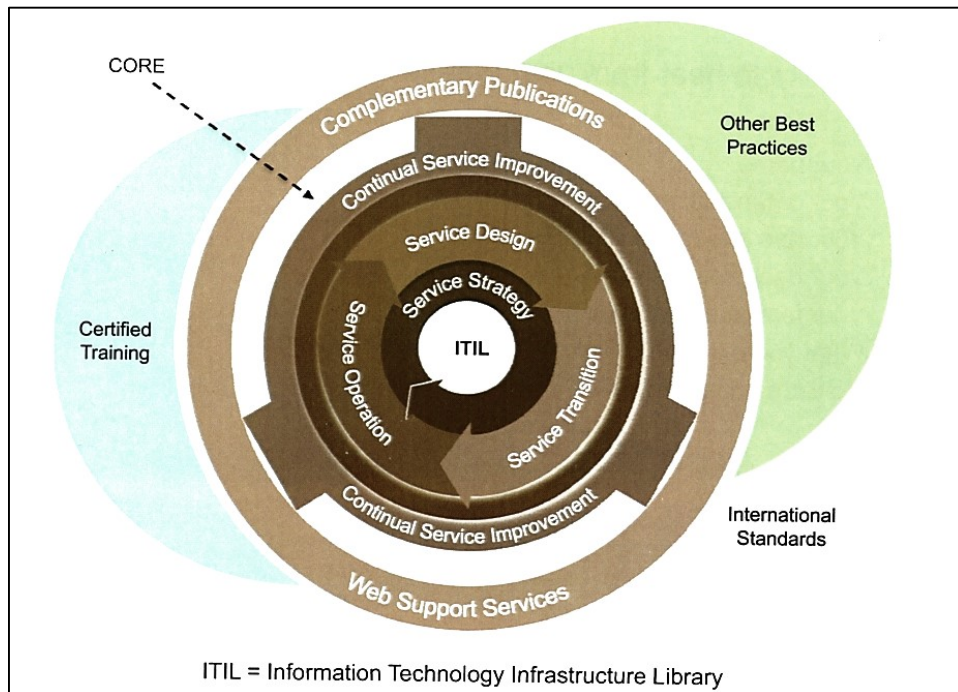 CORE
Complementary Publications
Other Best
Practices
Continual Service Improvement
Service Design
Service Strategy
Certified
Training
ITIL
Service Operation
Service Transition
Continual Service Improvement
International
Standards
Web Support Services
ITIL = Information Technology Infrastructure Library